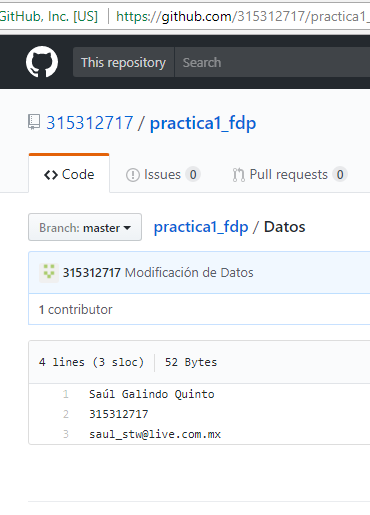 GitHub, Inc. [US] https://github.com/315312717/practica1_
This repository Search
315312717 / practica1_fdp
Code Issues 0 Pull requests 0
Branch: master practica1_fdp / Datos
315312717 Modificación de Datos
1 contributor
4 lines (3 sloc) 52 Bytes
1 Saúl Galindo Quinto
2 315312717
3 saul_stw@live.com.mx